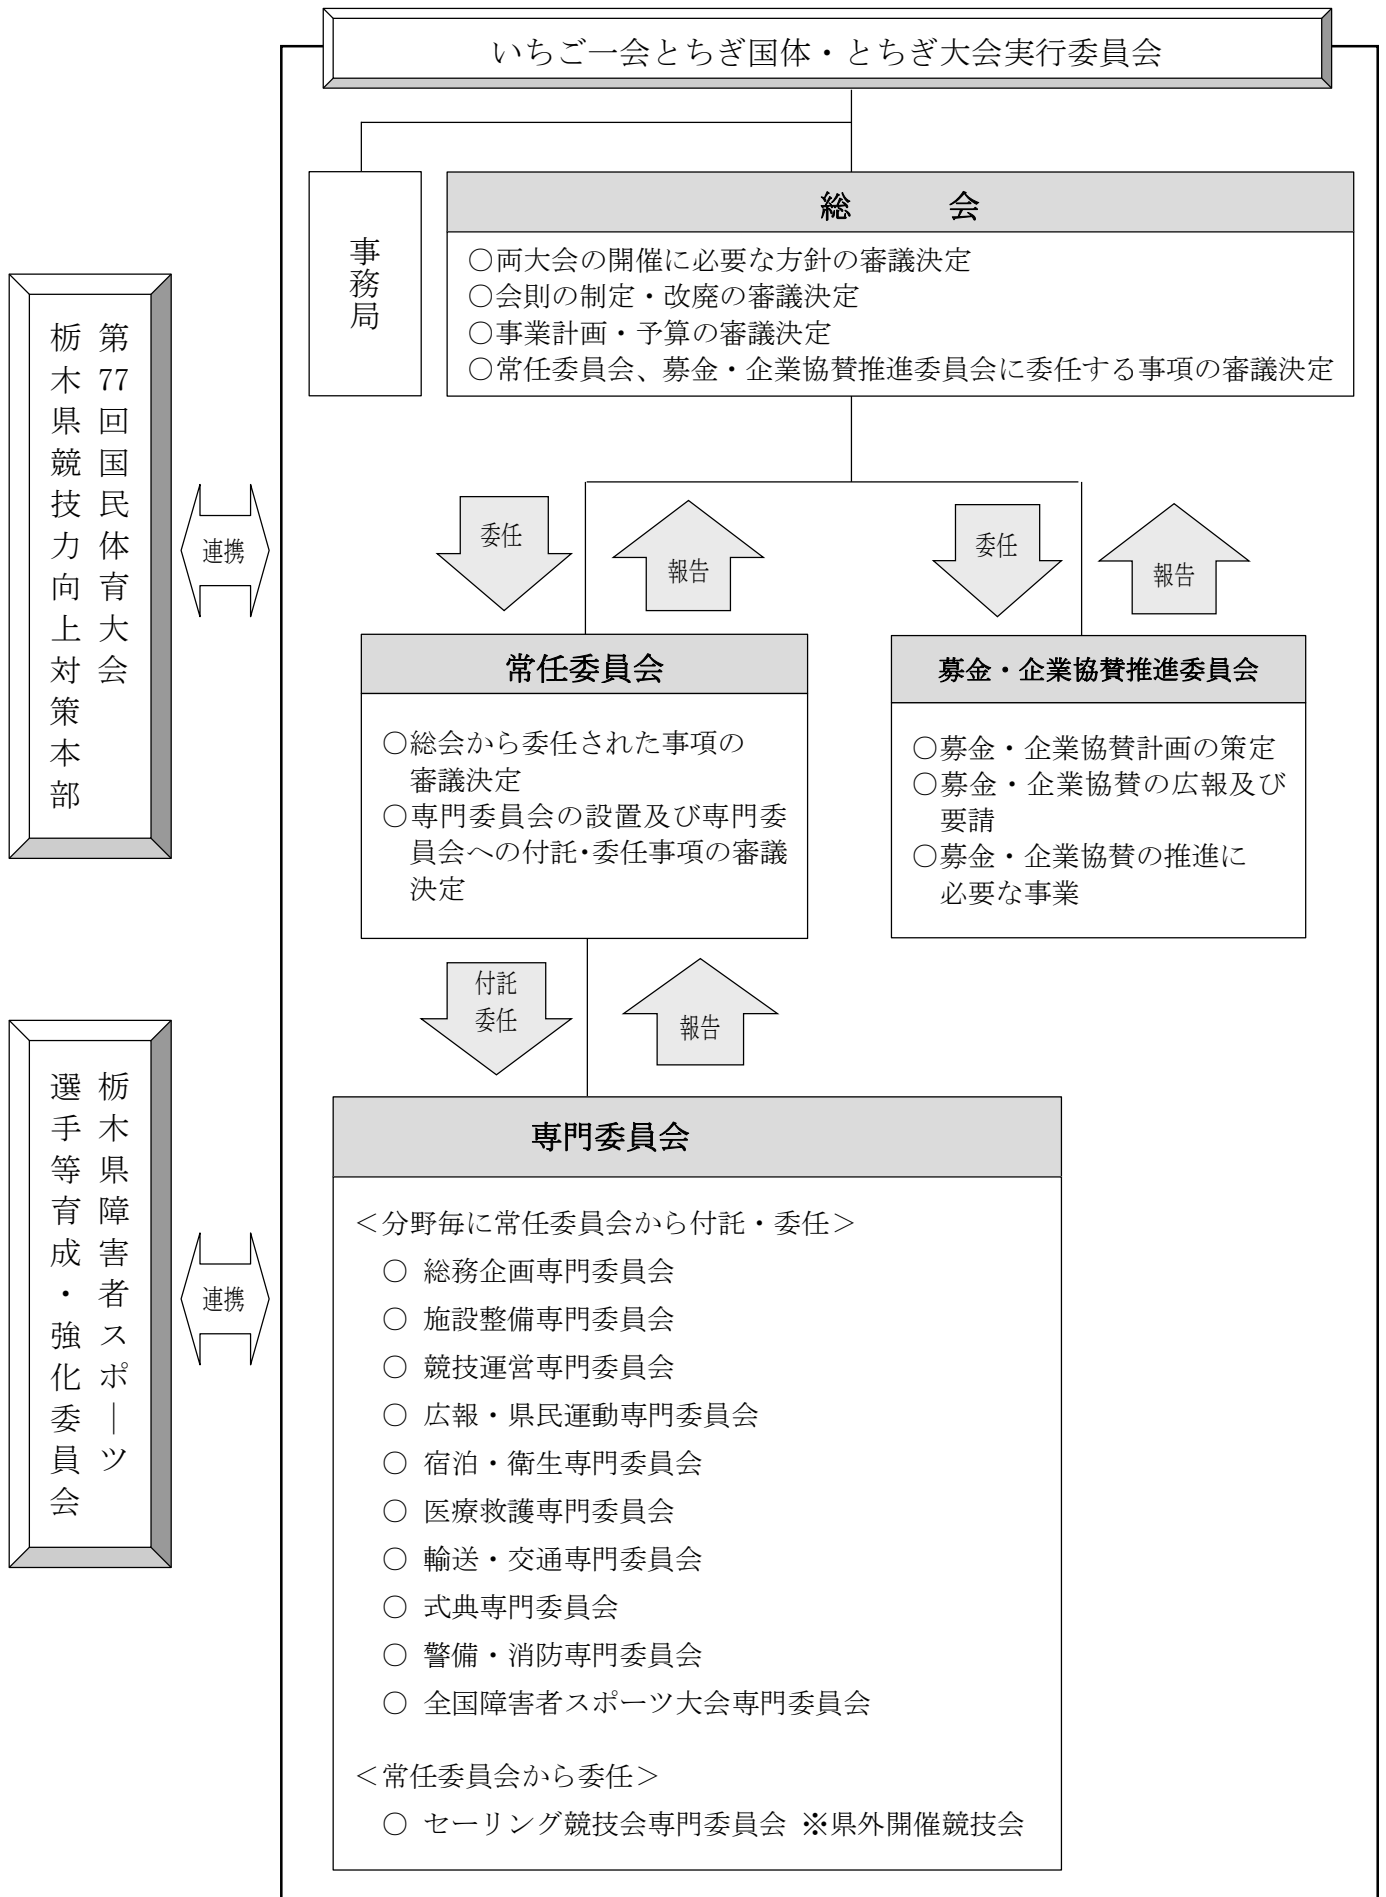 いちご一会とちぎ国体・とちぎ大会実行委員会
事務局
総　　会
○両大会の開催に必要な方針の審議決定
○会則の制定・改廃の審議決定
○事業計画・予算の審議決定
○常任委員会、募金・企業協賛推進委員会に委任する事項の審議決定
第77回国民体育大会
栃木県競技力向上対策本部
連携
委任
報告
委任
報告
常任委員会
○総会から委任された事項の
審議決定
○専門委員会の設置及び専門委
員会への付託・委任事項の審議
決定
募金・企業協賛推進委員会
○募金・企業協賛計画の策定
○募金・企業協賛の広報及び
要請
○募金・企業協賛の推進に
必要な事業
付託
委任
報告
栃木県障害者スポーツ
選手等育成・強化委員会
連携
専門委員会
＜分野毎に常任委員会から付託・委任＞
○ 総務企画専門委員会
○ 施設整備専門委員会
○ 競技運営専門委員会
○ 広報・県民運動専門委員会
○ 宿泊・衛生専門委員会
○ 医療救護専門委員会
○ 輸送・交通専門委員会
○ 式典専門委員会
○ 警備・消防専門委員会
○ 全国障害者スポーツ大会専門委員会
＜常任委員会から委任＞
○ セーリング競技会専門委員会 ※県外開催競技会